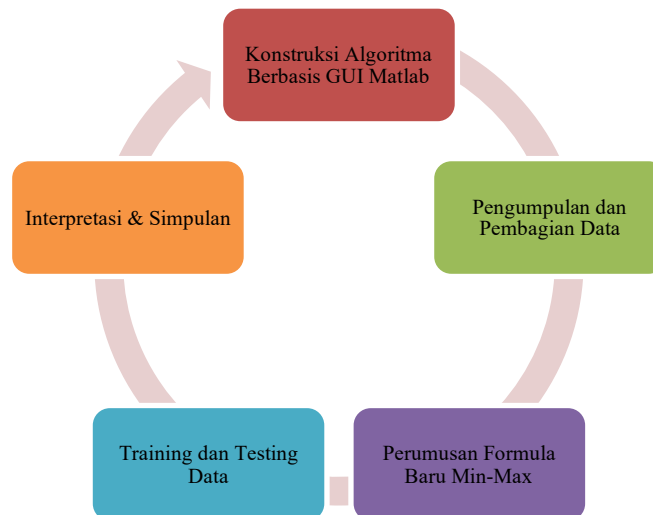 Konstruksi Algoritma
Berbasis GUI Matlab
Pengumpulan dan
Pembagian Data
Perumusan Formula
Baru Min-Max
Training dan Testing
Data
Interpretasi & Simpulan